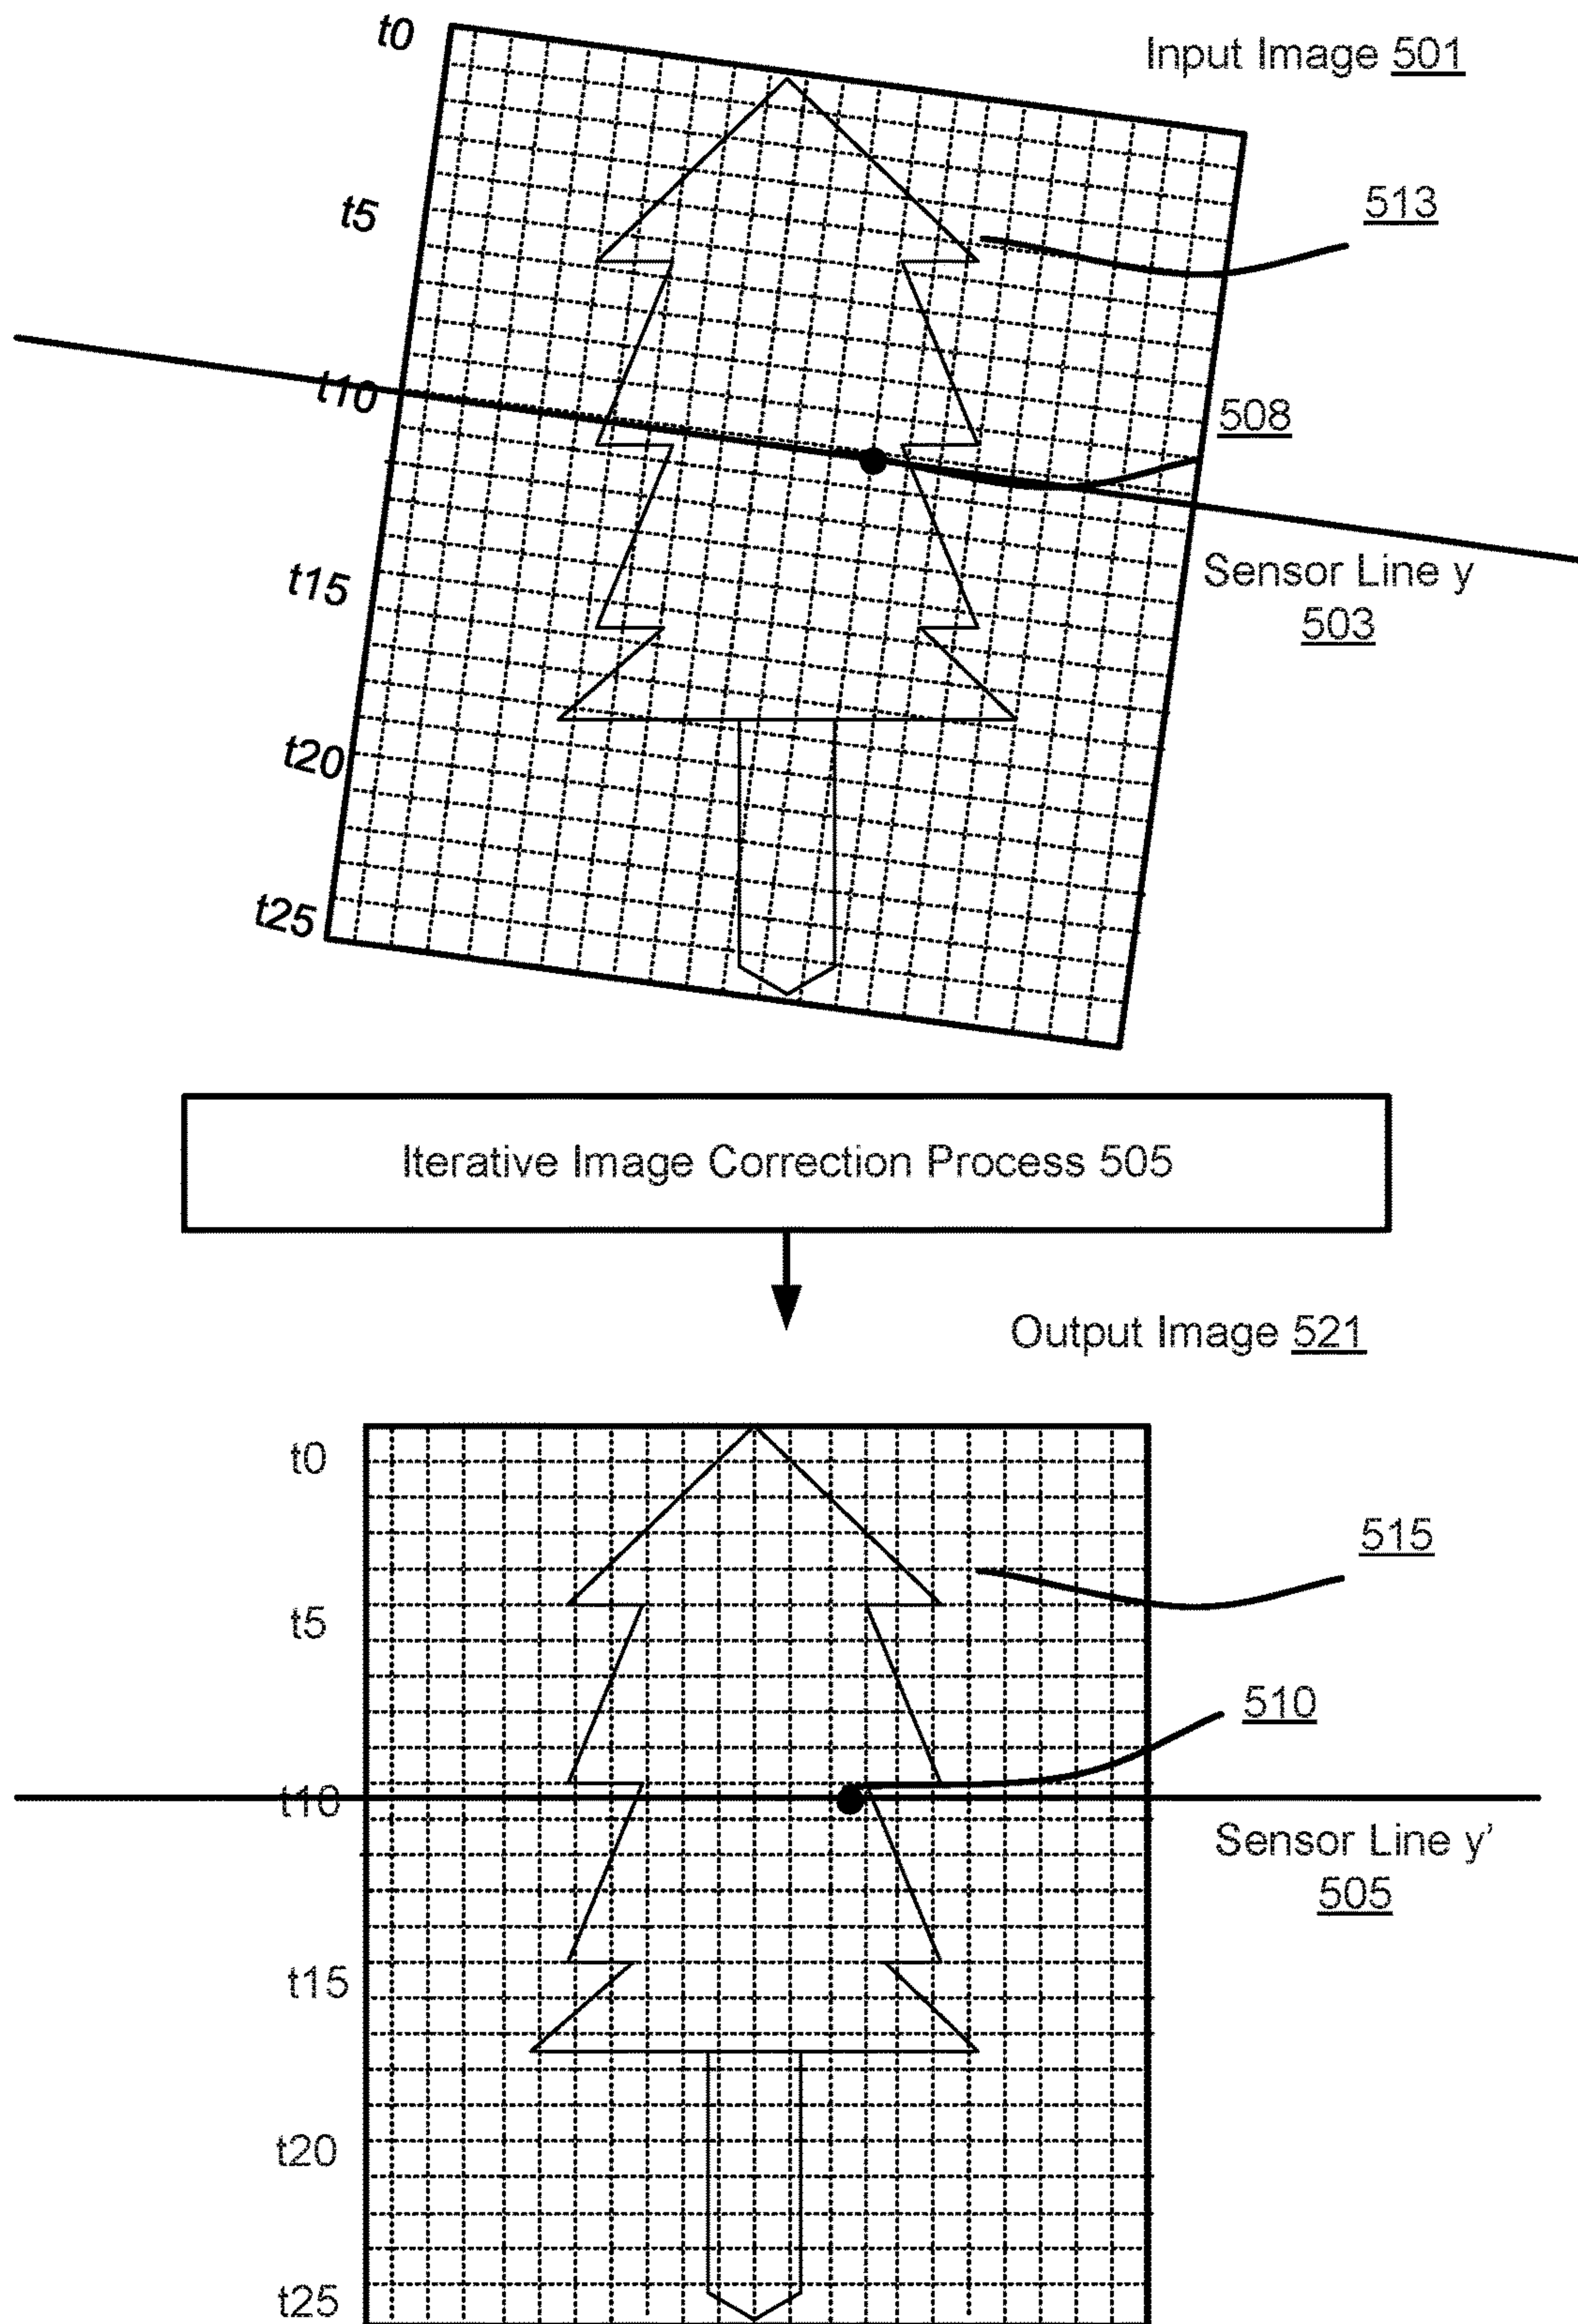 t0
Input Image 501
t5
513
t10
508
t15
Sensor Line y
503
t20
t25
Iterative Image Correction Process 505
Output Image 521
t0
515
t5
510
t10
Sensor Line y’
505
t15
t20
t25